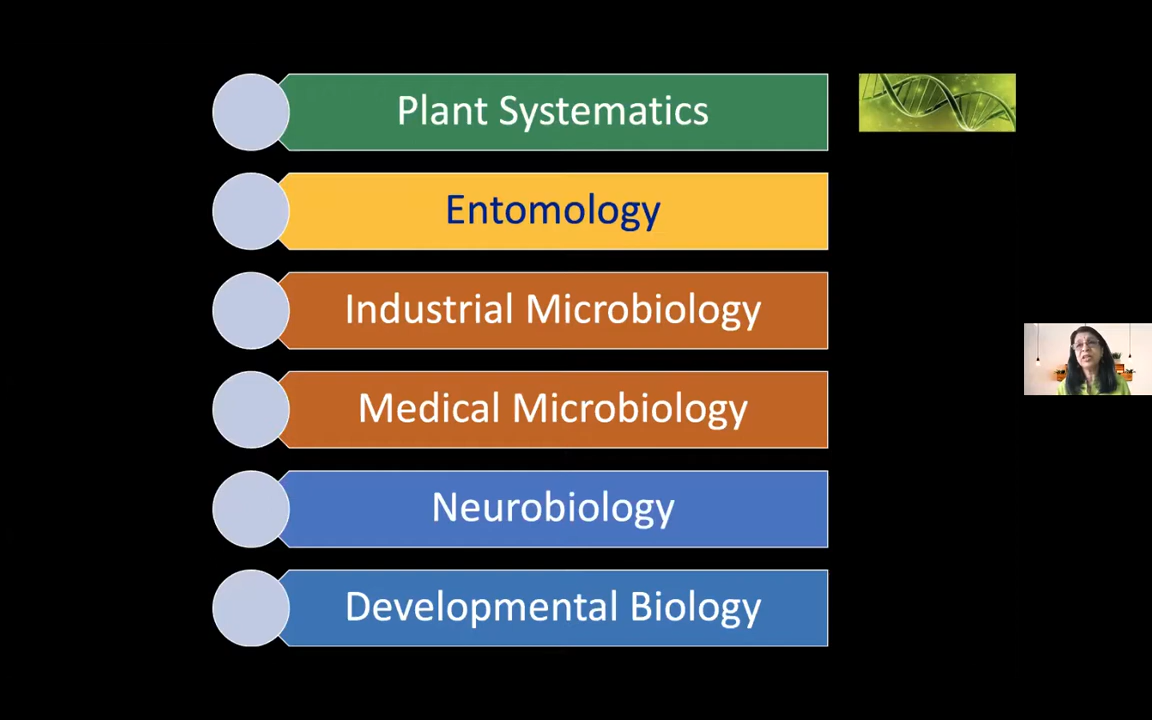 Plant Systematics
Entomology
Industrial Microbiology
Medical Microbiology
Neurobiology
Developmental Biology